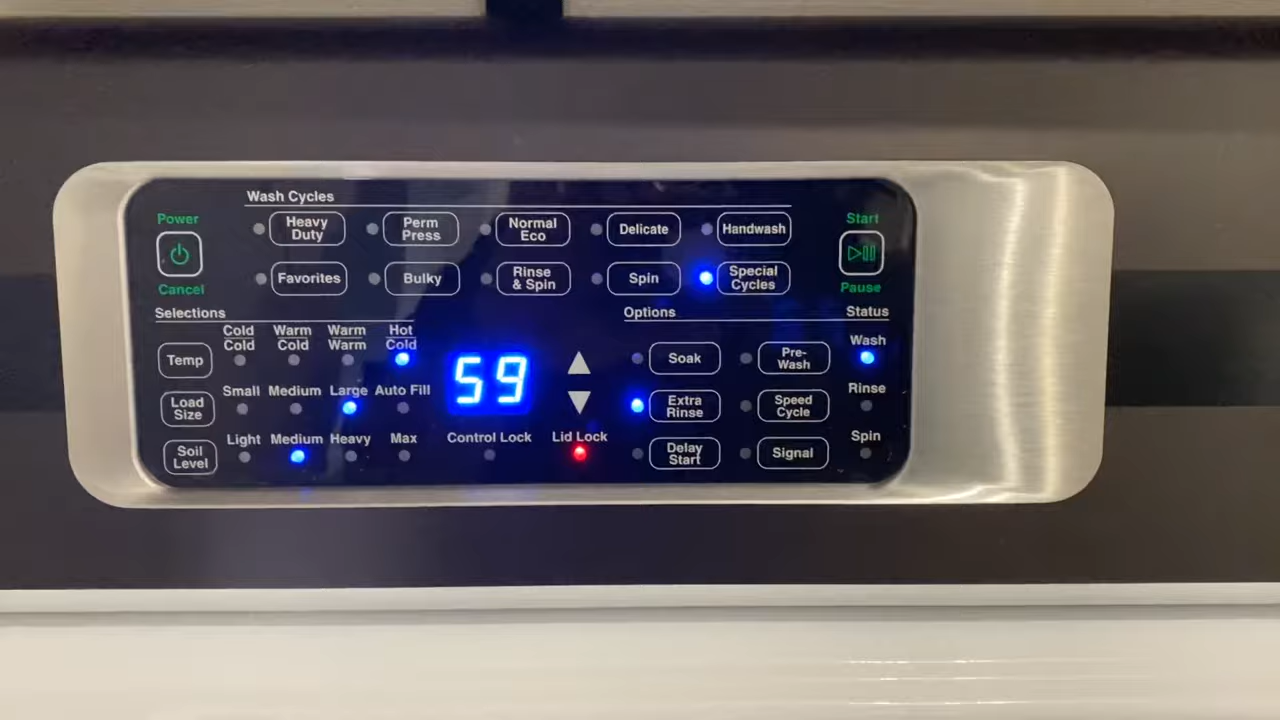 Wash Cycles
Power
Cancel
Heavy
Duty
Perm
Press
Normal
Eco
Delicate
Handwash
Favorites
Bulky
Rinse
& Spin
Spin
Special
Cycles
Start
Pause
Selections
Temp
Cold
Cold
Warm
Cold
Warm
Warm
Hot
Cold
Load
Size
Small
Medium
Large
Auto Fill
Soil
Level
Light
Medium
Heavy
Max
59
Control Lock
Lid Lock
Options
Soak
Pre-
Wash
Extra
Rinse
Speed
Cycle
Delay
Start
Signal
Status
Wash
Rinse
Spin